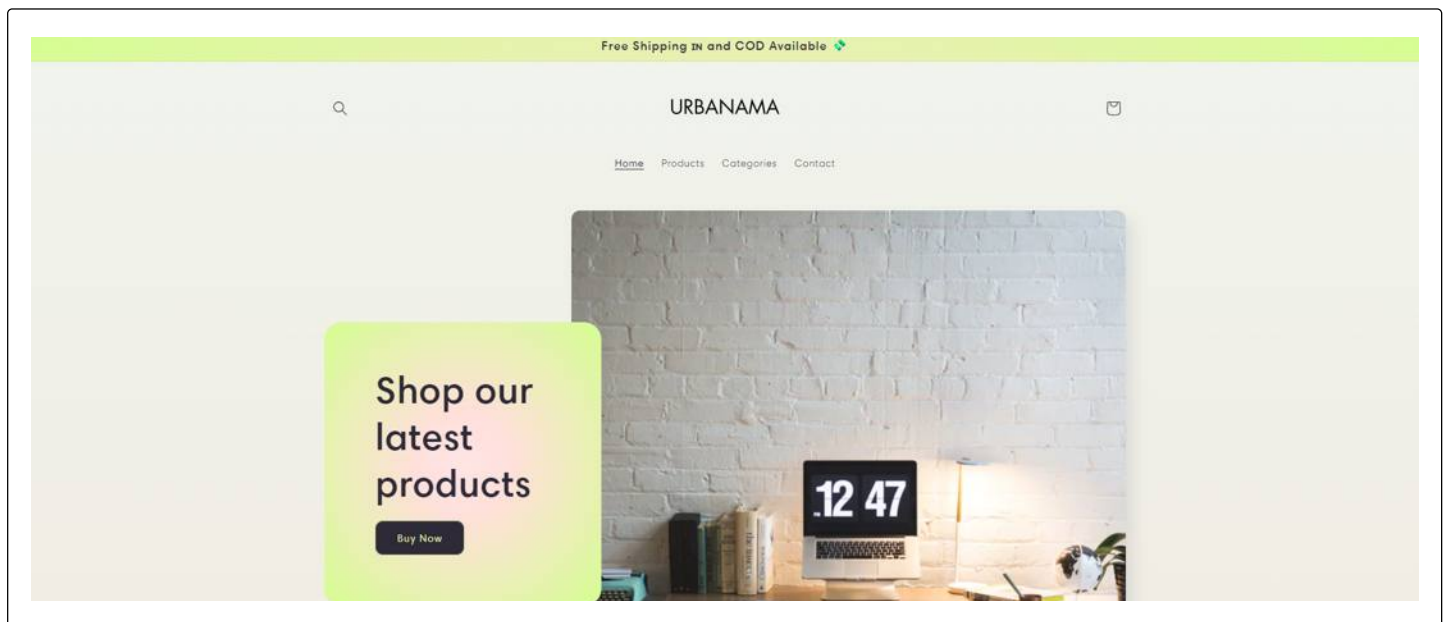 Free Shipping IN and COD Available 💸
URBANAMA
Home Products Categories Contact
Shop our
latest
products
Buy Now
12 47